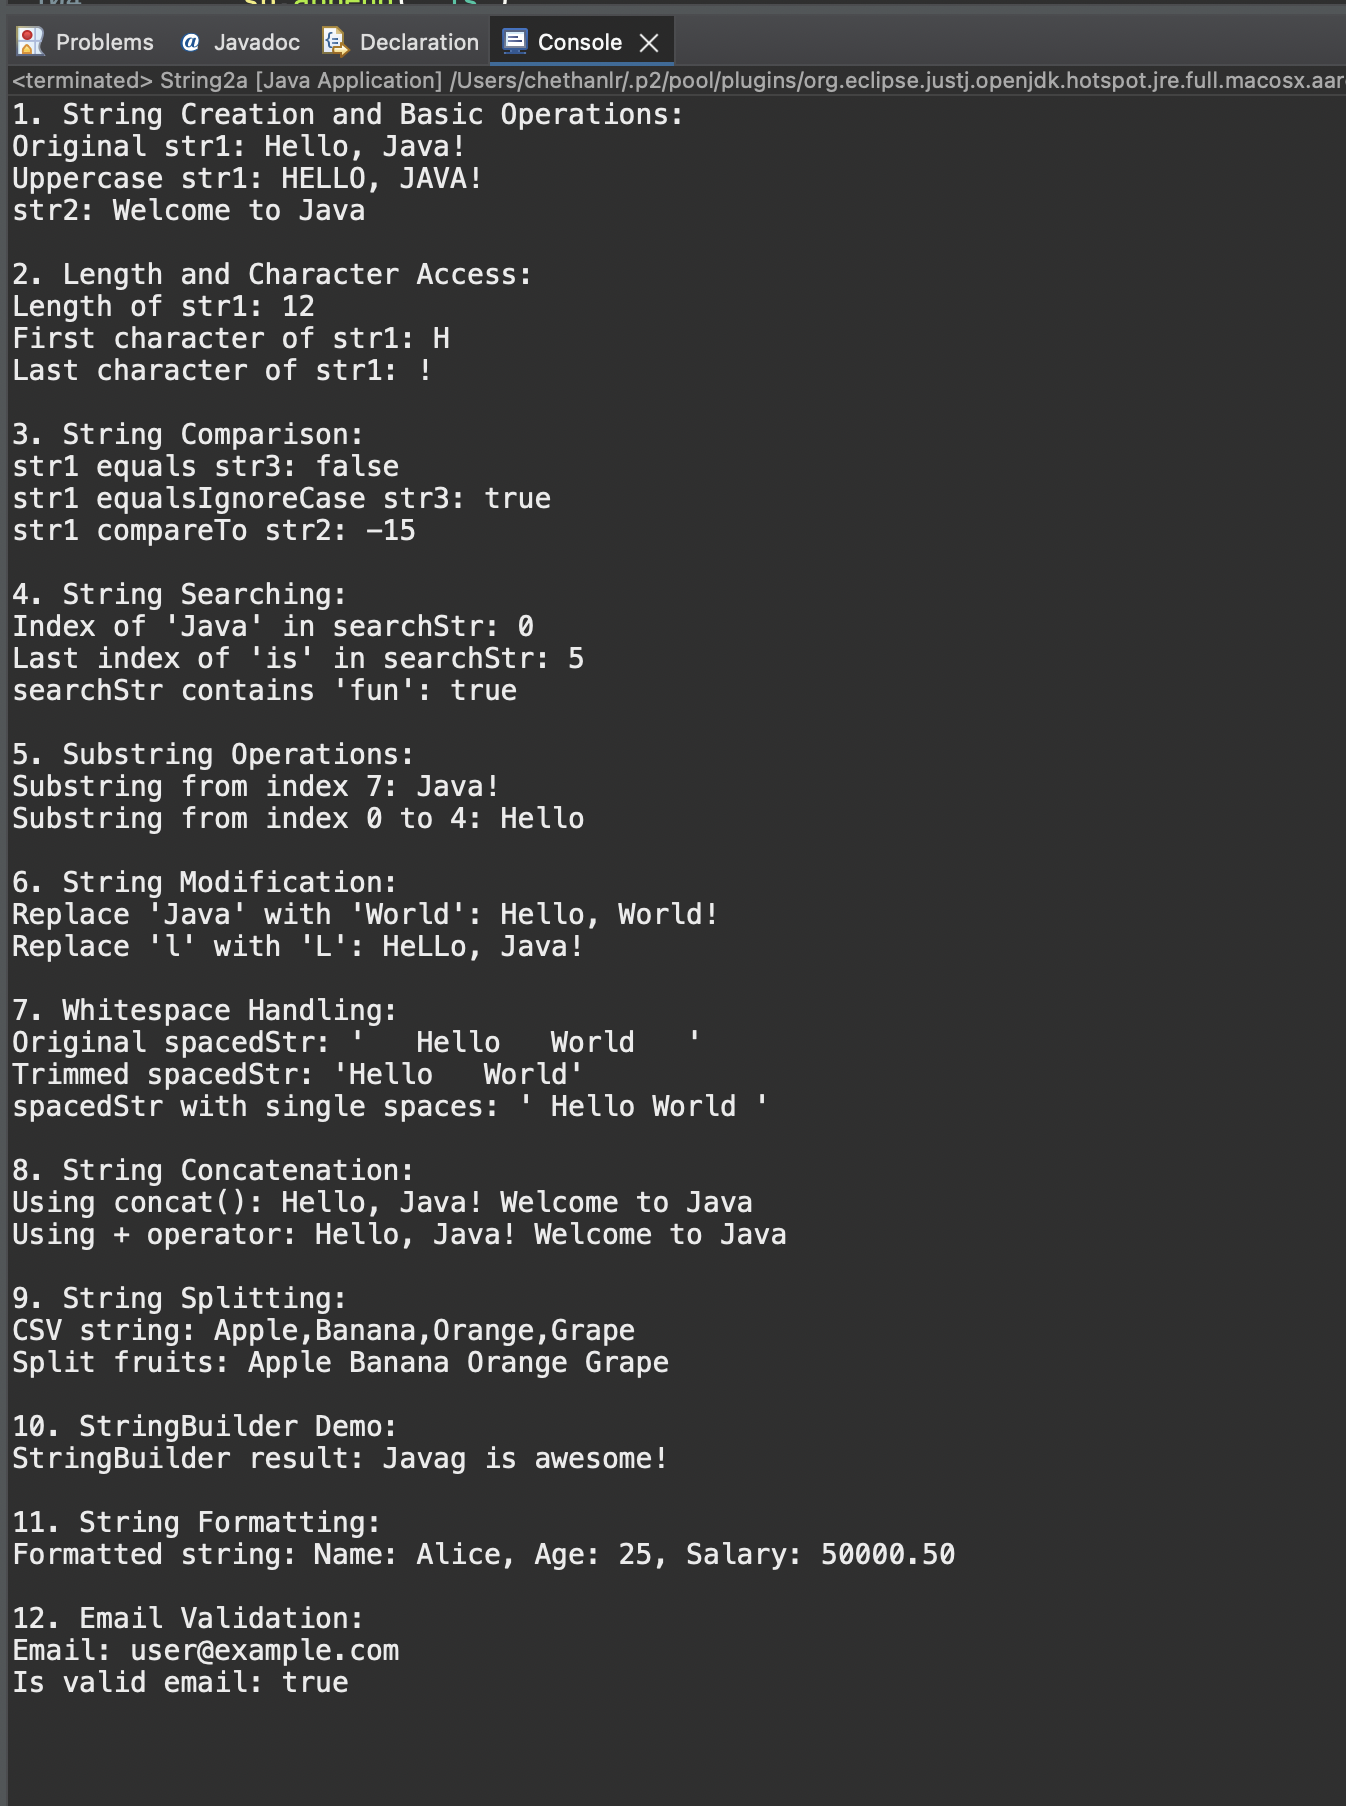 Problems Javadoc Declaration Console
<terminated> String2a [Java Application] /Users/chethanlr/.p2/pool/plugins/org.eclipse.justj.openjdk.hotspot.jre.full.macosx.aar
1. String Creation and Basic Operations:
Original str1: Hello, Java!
Uppercase str1: HELLO, JAVA!
str2: Welcome to Java

2. Length and Character Access:
Length of str1: 12
First character of str1: H
Last character of str1: !

3. String Comparison:
str1 equals str3: false
str1 equalsIgnoreCase str3: true
str1 compareTo str2: -15

4. String Searching:
Index of 'Java' in searchStr: 0
Last index of 'is' in searchStr: 5
searchStr contains 'fun': true

5. Substring Operations:
Substring from index 7: Java!
Substring from index 0 to 4: Hello

6. String Modification:
Replace 'Java' with 'World': Hello, World!
Replace 'l' with 'L': HeLLo, Java!

7. Whitespace Handling:
Original spacedStr: '   Hello   World   '
Trimmed spacedStr: 'Hello   World'
spacedStr with single spaces: ' Hello World '

8. String Concatenation:
Using concat(): Hello, Java! Welcome to Java
Using + operator: Hello, Java! Welcome to Java

9. String Splitting:
CSV string: Apple,Banana,Orange,Grape
Split fruits: Apple Banana Orange Grape

10. StringBuilder Demo:
StringBuilder result: Javag is awesome!

11. String Formatting:
Formatted string: Name: Alice, Age: 25, Salary: 50000.50

12. Email Validation:
Email: user@example.com
Is valid email: true